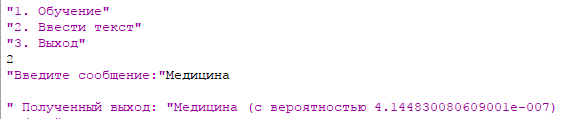 "1. Обучение"
"2. Ввести текст"
"3. Выход"
2
"Введите сообщение:"Медицина
" Полученный выход: "Медицина (с вероятностью 4.144830080609001e-007)